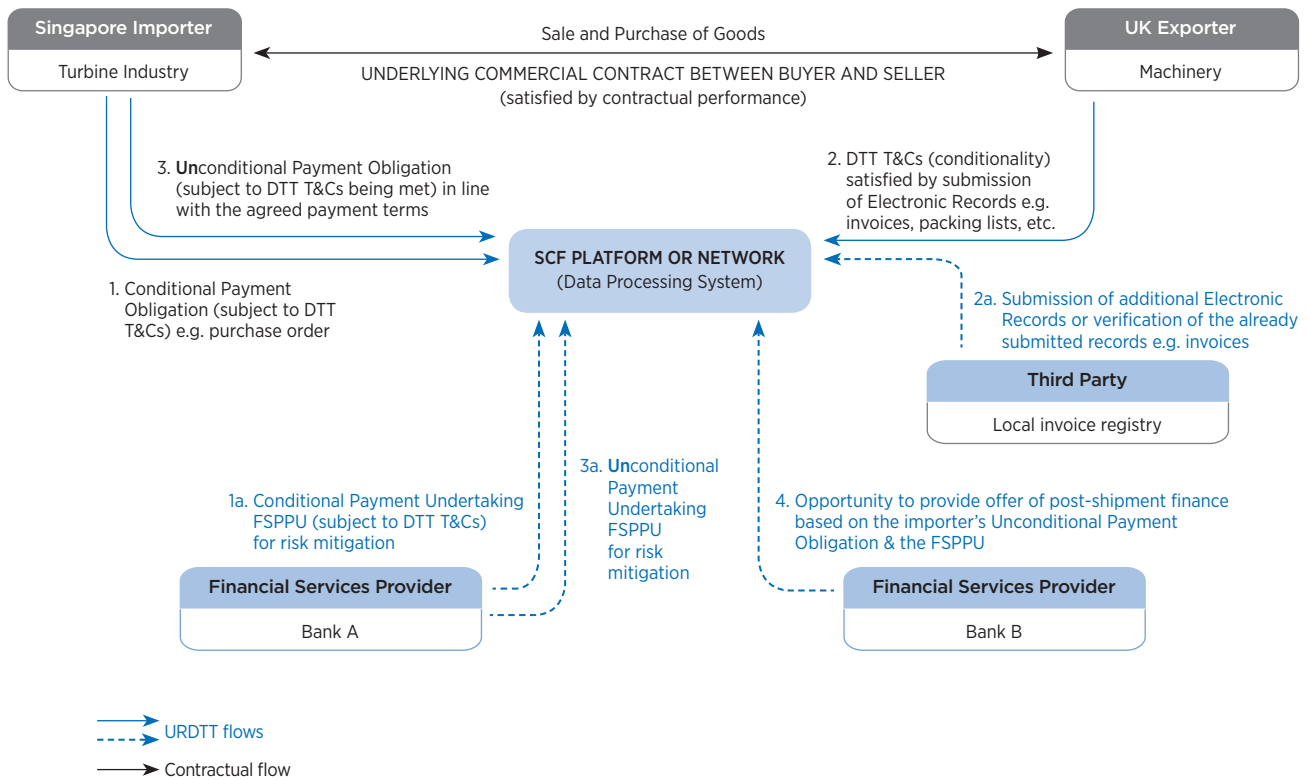 Singapore Importer
Turbine Industry
Sale and Purchase of Goods
UNDERLYING COMMERCIAL CONTRACT BETWEEN BUYER AND SELLER
(satisfied by contractual performance)
UK Exporter
Machinery
3. Unconditional Payment Obligation
(subject to DTT T&Cs being met) in line
with the agreed payment terms
2. DTT T&Cs (conditionality)
satisfied by submission
of Electronic Records e.g.
invoices, packing lists, etc.
SCF PLATFORM OR NETWORK
(Data Processing System)
1. Conditional Payment
Obligation (subject to DTT
T&Cs) e.g. purchase order
2a. Submission of additional Electronic
Records or verification of the already
submitted records e.g. invoices
Third Party
Local invoice registry
1a. Conditional Payment Undertaking
FSPPU (subject to DTT T&Cs)
for risk mitigation
3a. Unconditional
Payment
Undertaking
FSPPU
for risk
mitigation
4. Opportunity to provide offer of post-shipment finance
based on the importer's Unconditional Payment
Obligation & the FSPPU
Financial Services Provider
Bank A
Financial Services Provider
Bank B
URDTT flows
Contractual flow